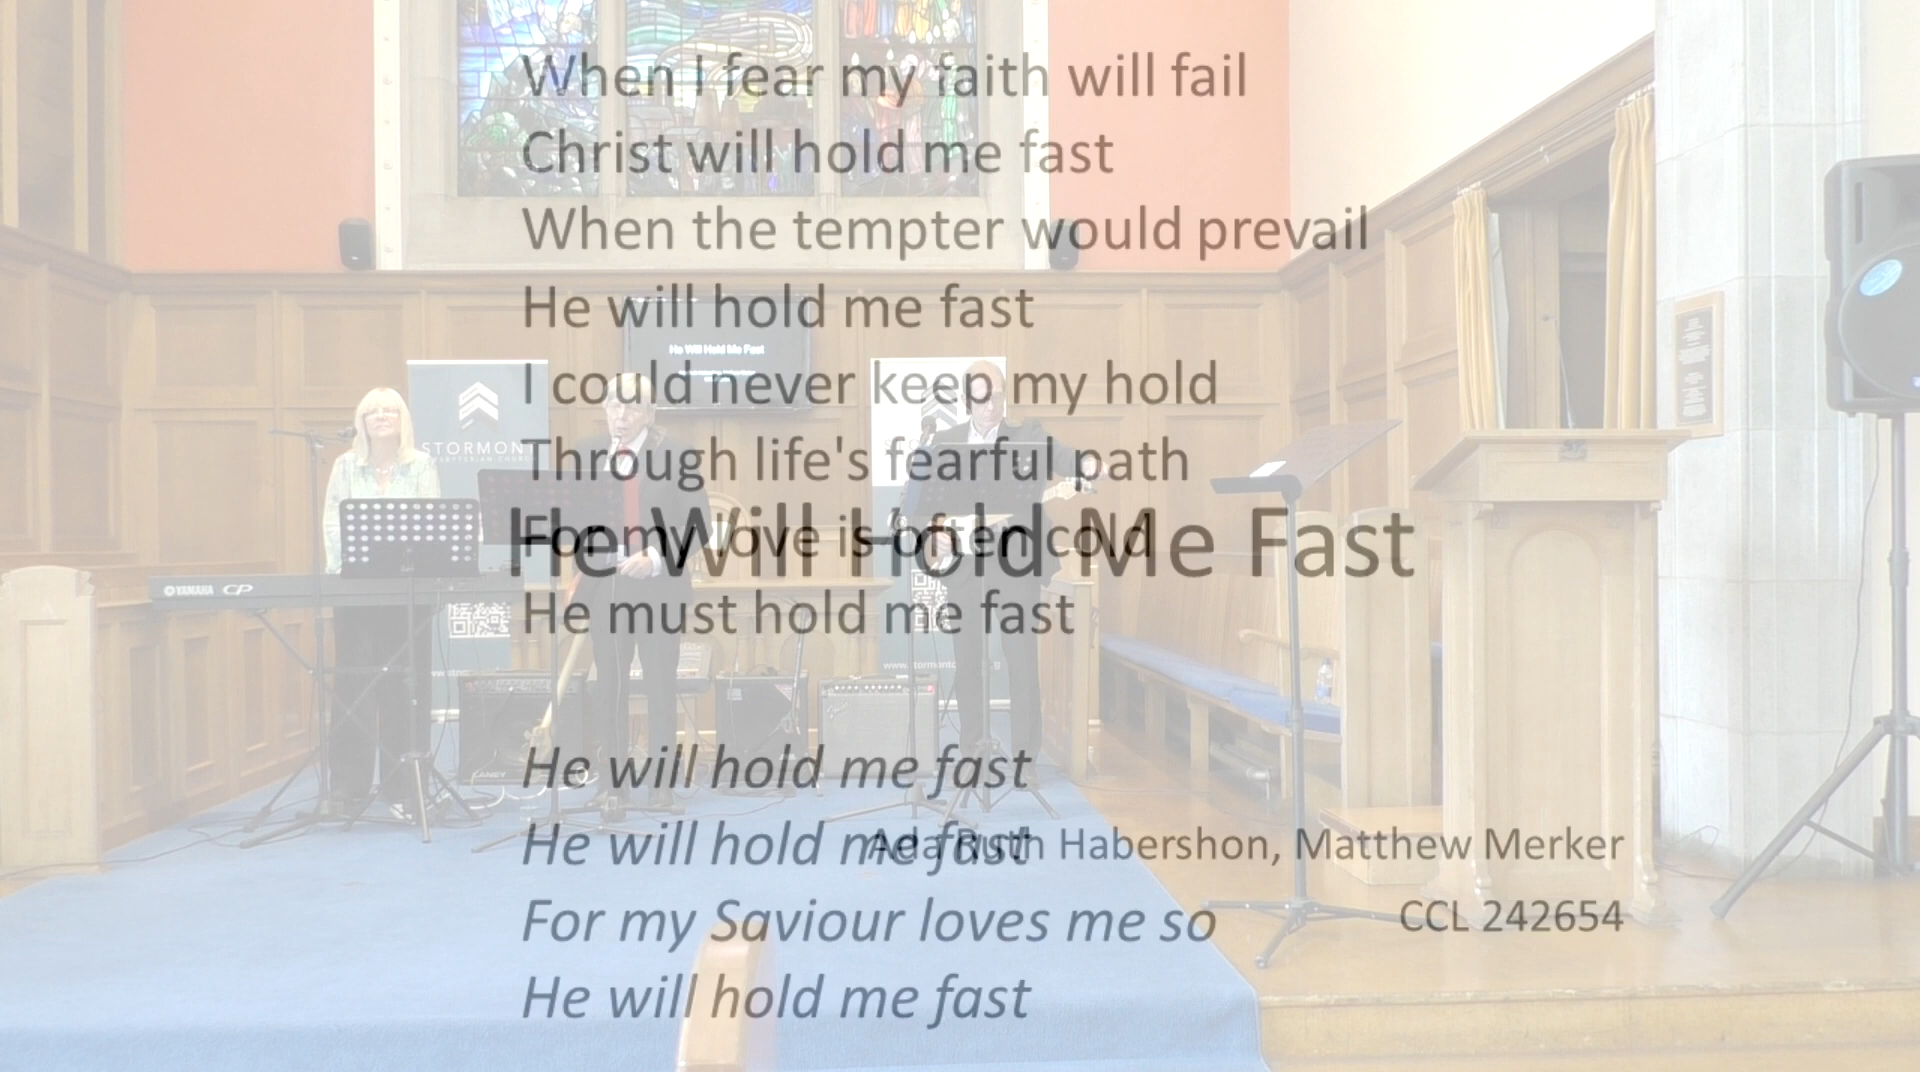 When I fear my faith will fail
Christ will hold me fast
When the tempter would prevail
He will hold me fast
He Will Hold Me Fast
I could never keep my hold
STORMONT
Through life's fearful path
For my love is often cold
He Will Hold Me Fast
YAMAHA CP
He must hold me fast
www.stormont
He will hold me fast
LANEY
He will hold me fast
Ada Ruth Habershon, Matthew Merker
For my Saviour loves me so
CCL 242654
He will hold me fast